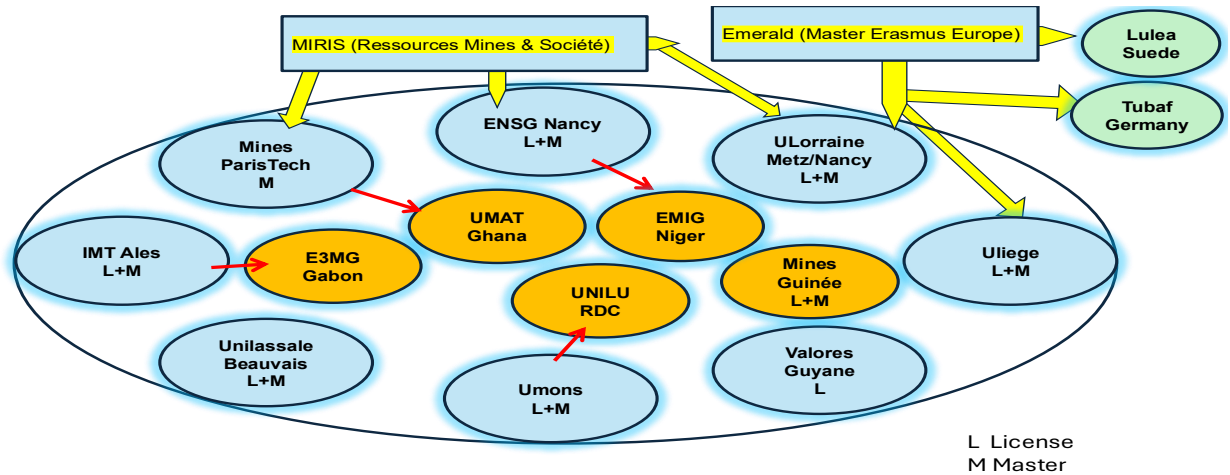 MIRIS (Ressources Mines & Société)
Emerald (Master Erasmus Europe)
Lulea
Suede
Tubaf
Germany
Mines
ParisTech
M
ENSG Nancy
L+M
ULorraine
Metz/Nancy
L+M
UMAT
Ghana
EMIG
Niger
IMT Ales
L+M
E3MG
Gabon
Mines
Guinée
L+M
Uliege
L+M
UNILU
RDC
Unilassale
Beauvais
L+M
Umons
L+M
Valores
Guyane
L
L License
M Master